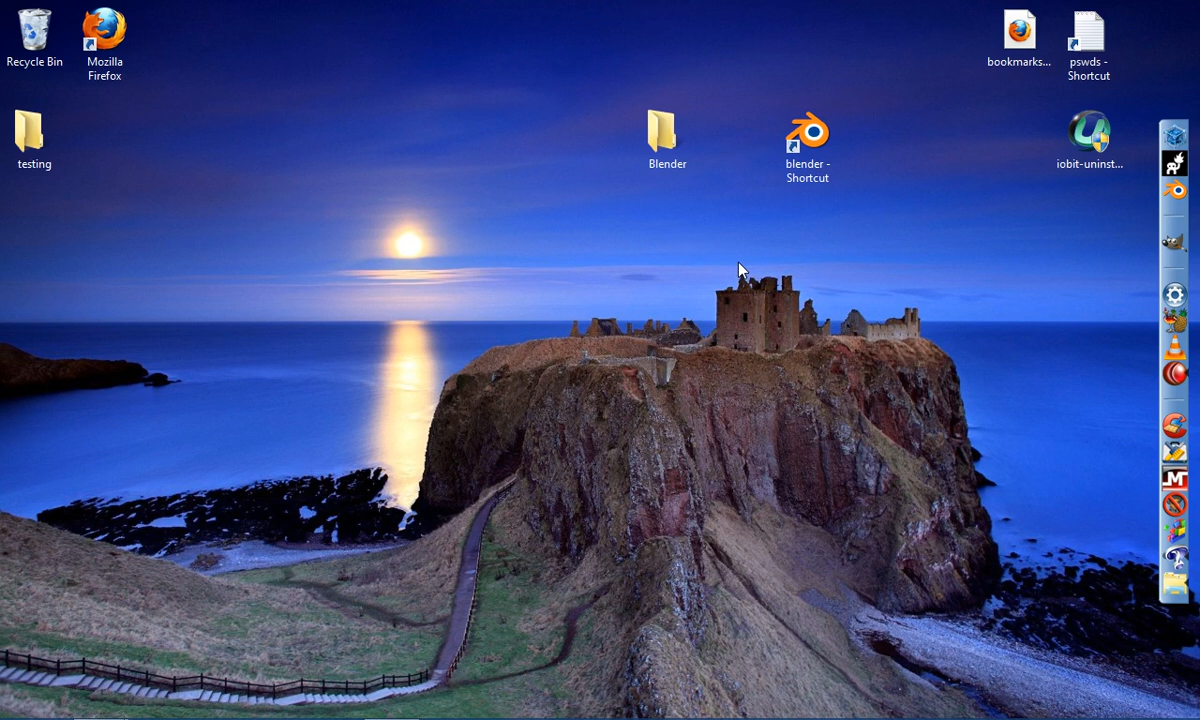 Recycle Bin
Mozilla
Firefox
bookmarks...
pswds -
Shortcut
testing
Blender
blender -
Shortcut
iobit-uninst...